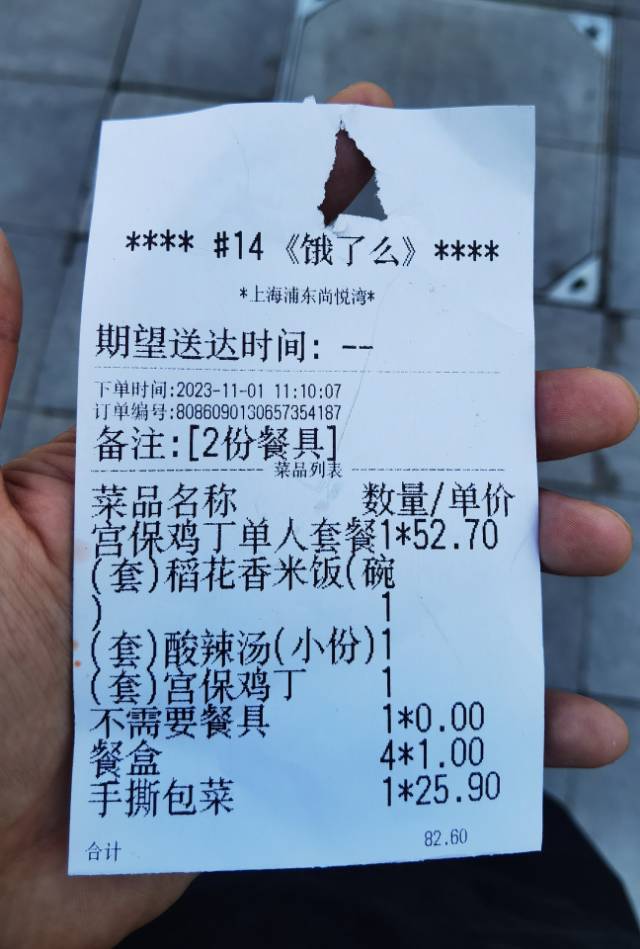 **** #14《饿了么》****
*上海浦东尚悦湾*
期望送达时间: --
下单时间:2023-11-01 11:10:07
订单编号:8086090130657354187
备注:[2份餐具]
菜品列表
菜品名称 数量/单价
宫保鸡丁单人套餐1*52.70
(套)稻花香米饭(碗
) 1
(套)酸辣汤(小份)1
(套)宫保鸡丁 1
不需要餐具 1*0.00
餐盒 4*1.00
手撕包菜 1*25.90
合计 82.60